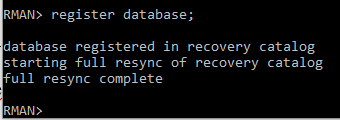 RMAN> register database;
database registered in recovery catalog
starting full resync of recovery catalog
full resync complete
RMAN>